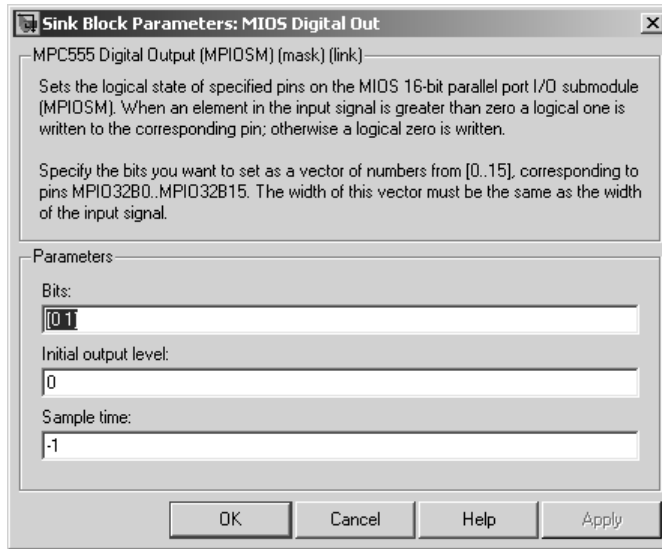 Sink Block Parameters: MIOS Digital Out
MPC555 Digital Output (MPIOSM) (mask) (link)
Sets the logical state of specified pins on the MIOS 16-bit parallel port I/O submodule
(MPIOSM). When an element in the input signal is greater than zero a logical one is
written to the corresponding pin; otherwise a logical zero is written.
Specify the bits you want to set as a vector of numbers from [0..15], corresponding to
pins MPIO32B0..MPIO32B15. The width of this vector must be the same as the width
of the input signal.
Parameters
Bits:
[0 1]
Initial output level:
0
Sample time:
-1
OK Cancel Help Apply